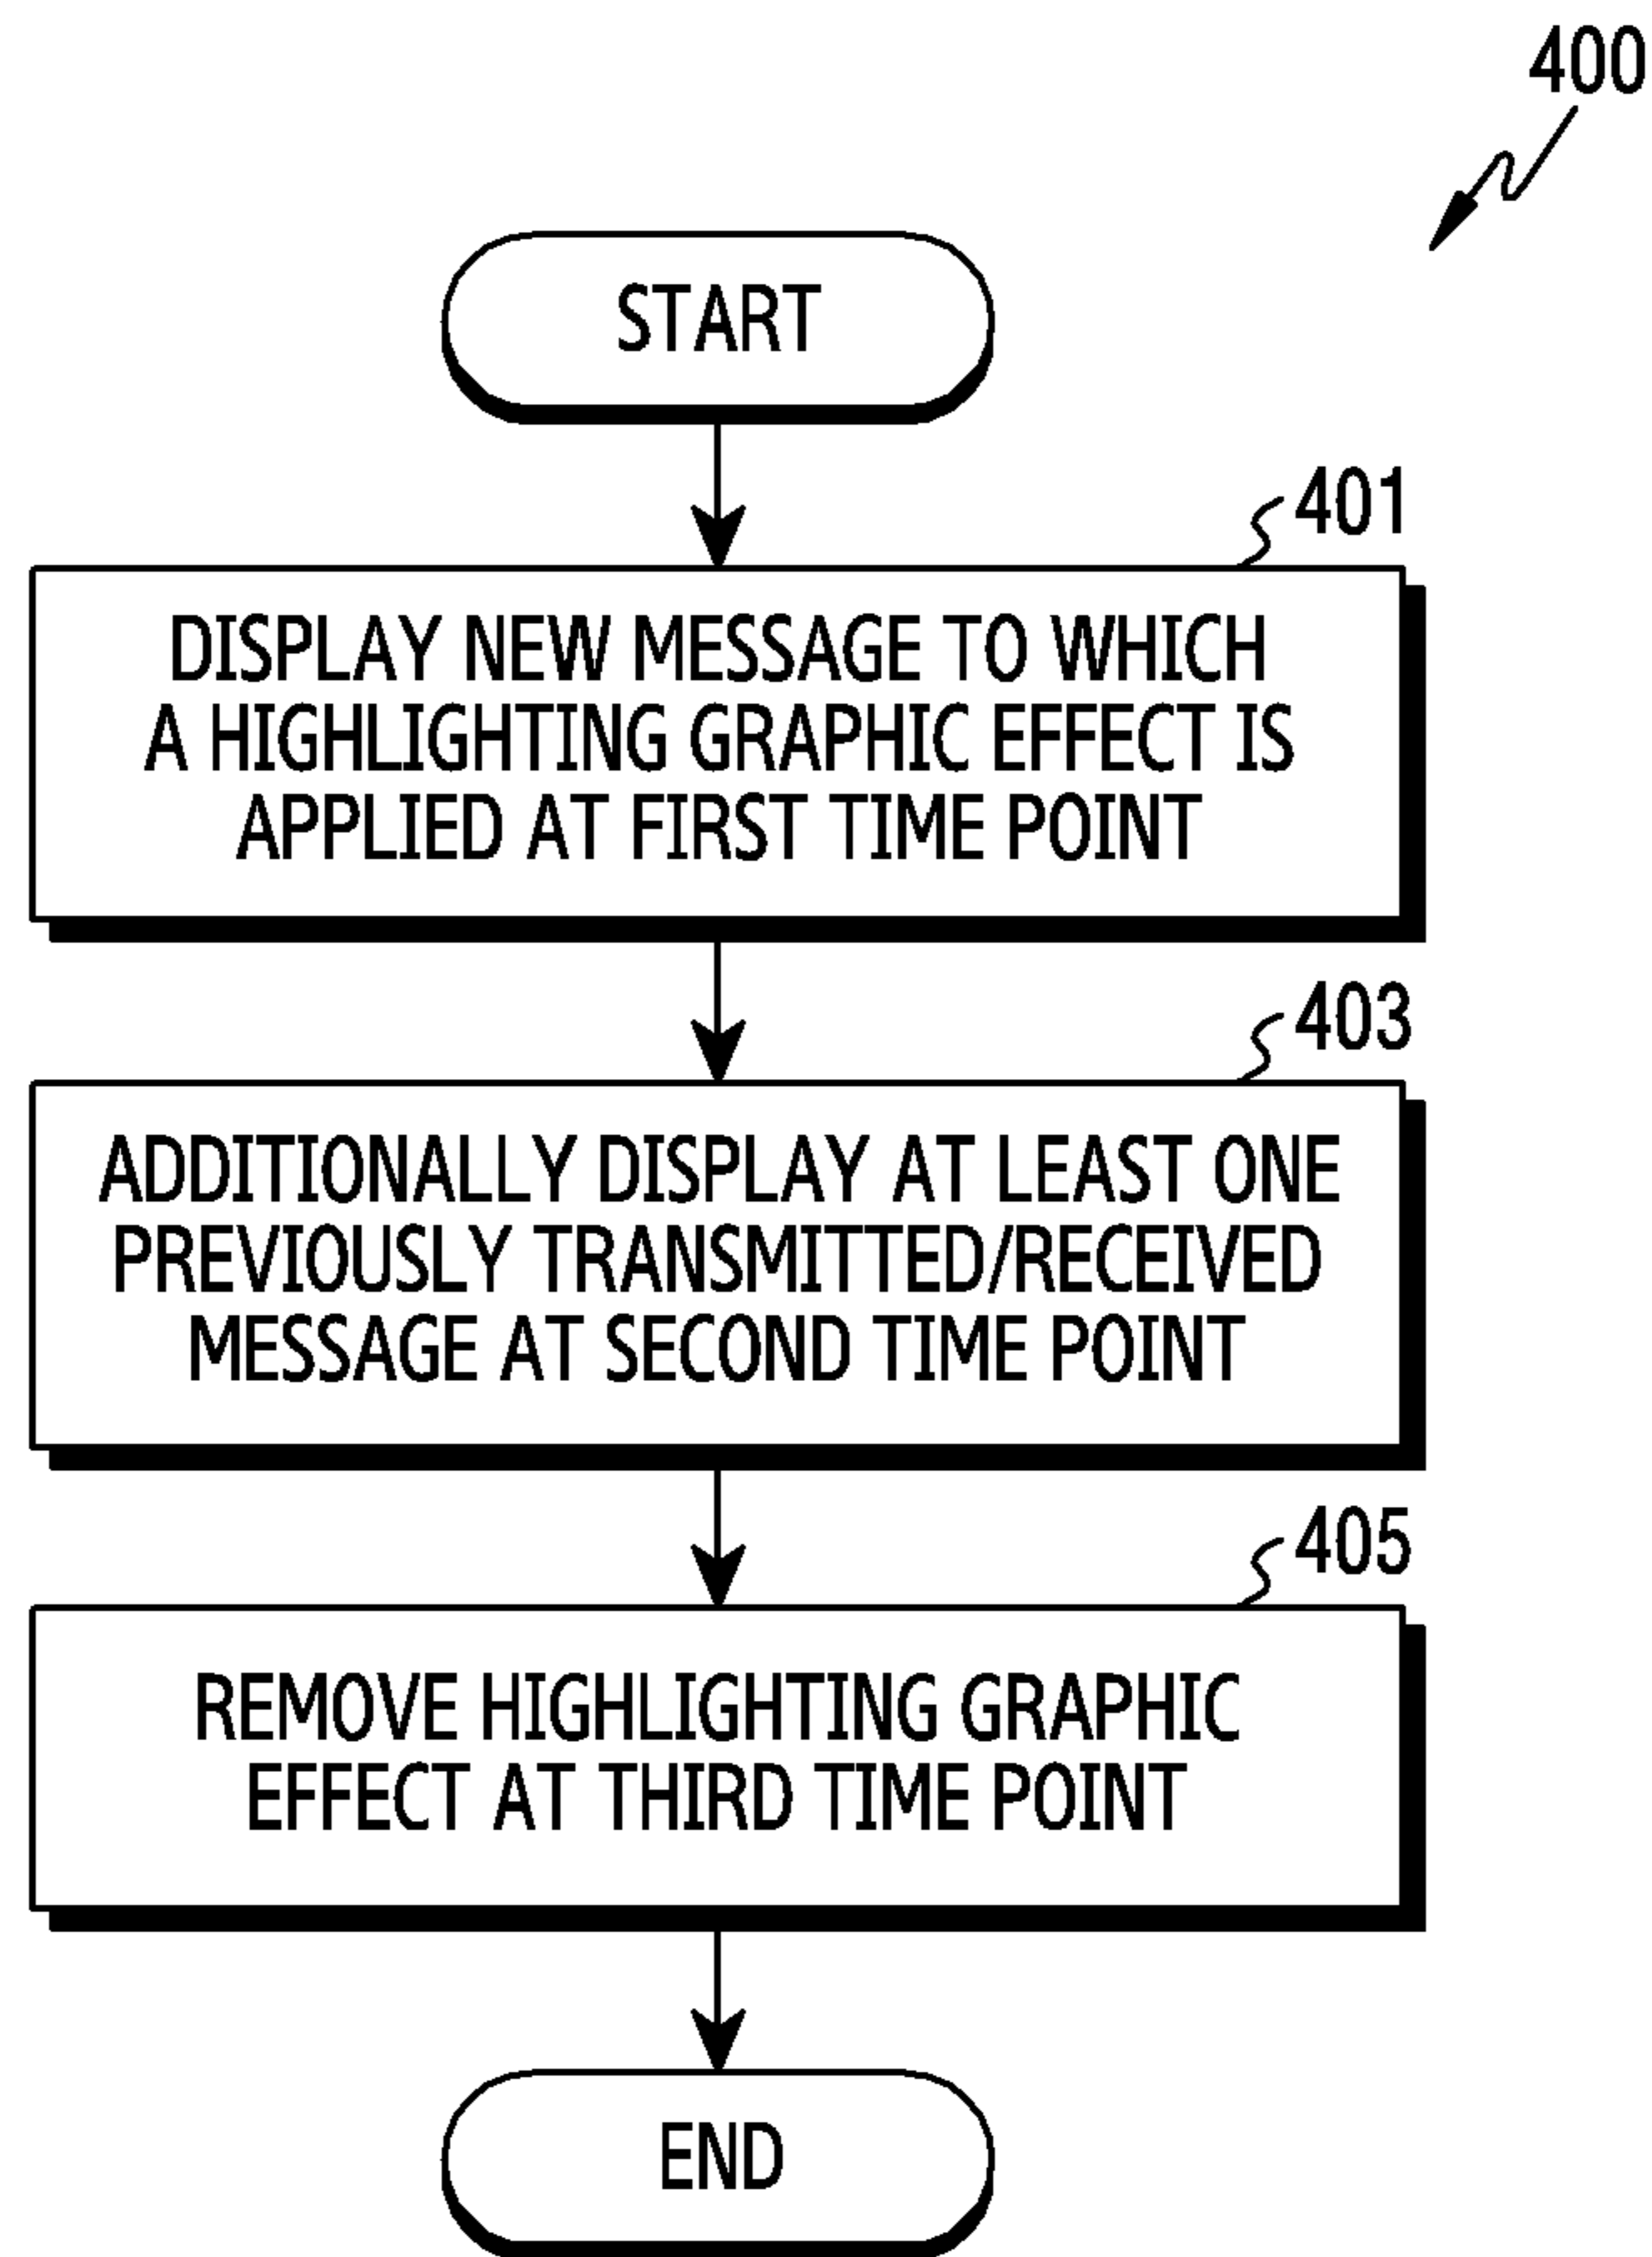 400
START
401
DISPLAY NEW MESSAGE TO WHICH
A HIGHLIGHTING GRAPHIC EFFECT IS
APPLIED AT FIRST TIME POINT
403
ADDITIONALLY DISPLAY AT LEAST ONE
PREVIOUSLY TRANSMITTED/RECEIVED
MESSAGE AT SECOND TIME POINT
405
REMOVE HIGHLIGHTING GRAPHIC
EFFECT AT THIRD TIME POINT
END